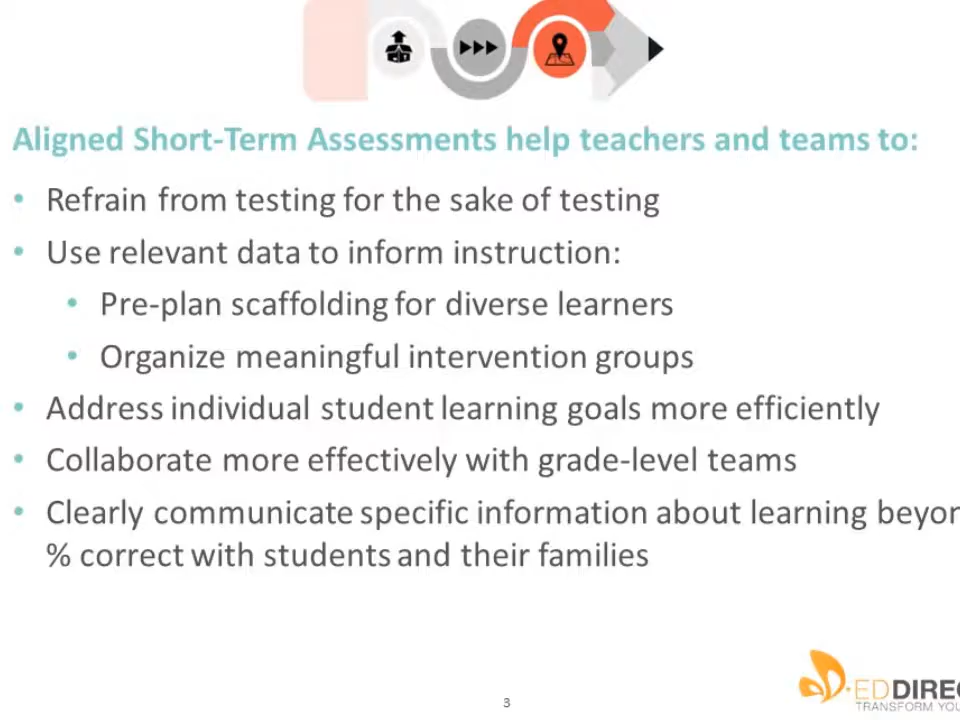 Aligned Short-Term Assessments help teachers and teams to:
• Refrain from testing for the sake of testing
• Use relevant data to inform instruction:
• Pre-plan scaffolding for diverse learners
• Organize meaningful intervention groups
• Address individual student learning goals more efficiently
• Collaborate more effectively with grade-level teams
• Clearly communicate specific information about learning beyon
% correct with students and their families
3
EDDIREC
TRANSFORM YOU